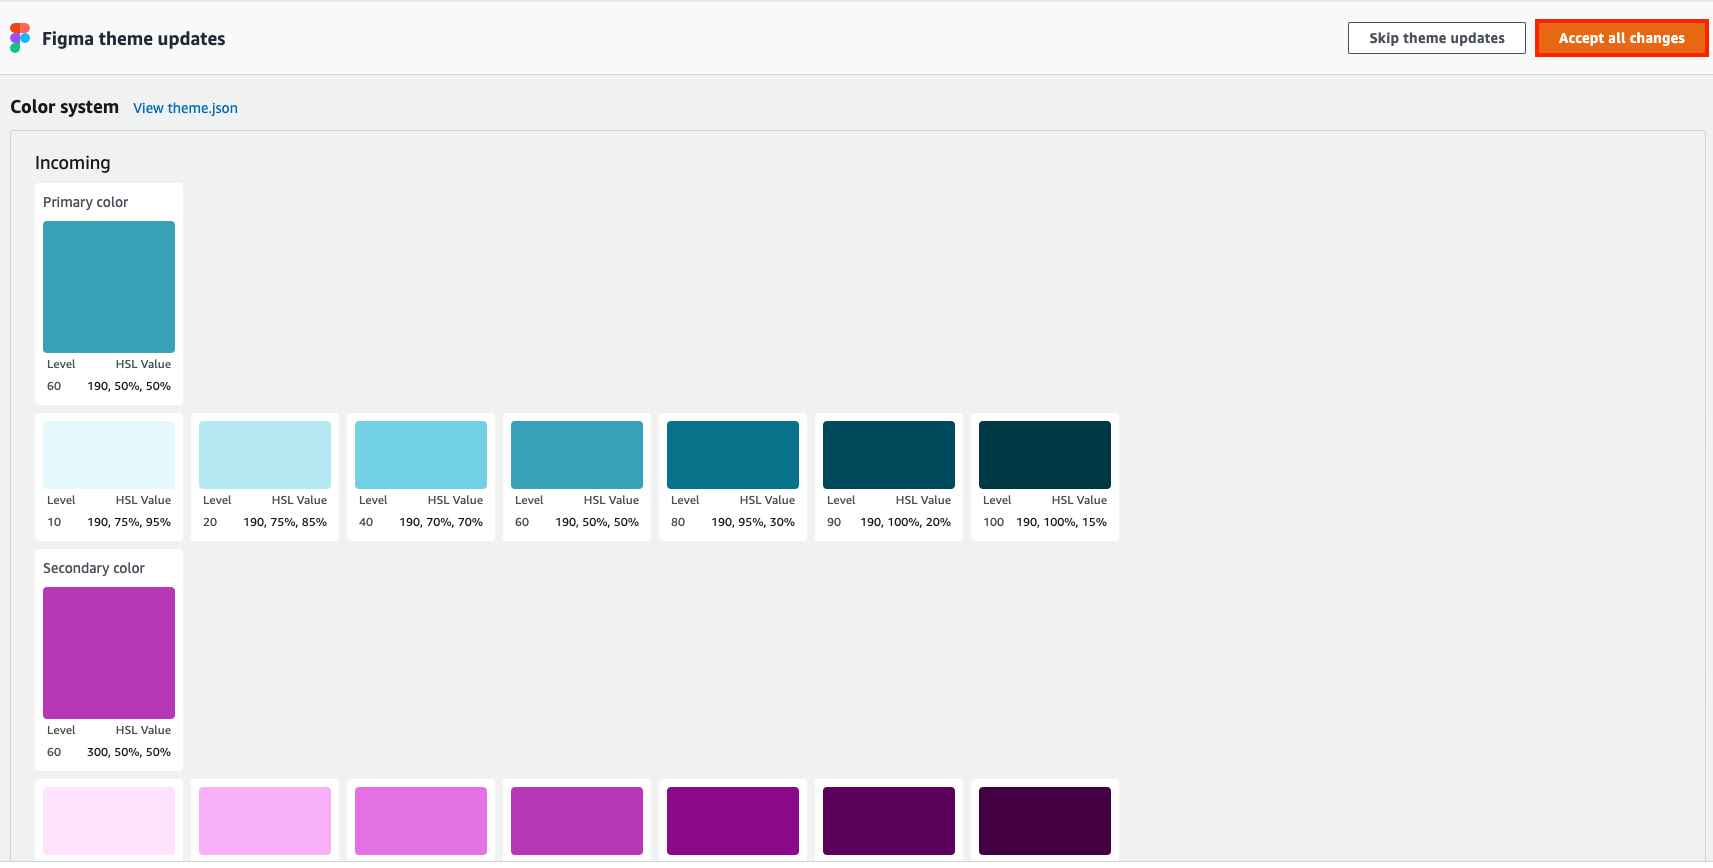 Figma theme updates
Skip theme updates
Accept all changes
Color system View theme.json
Incoming
Primary color
Level HSL Value
60 190, 50%, 50%
Level HSL Value Level HSL Value Level HSL Value Level HSL Value Level HSL Value Level HSL Value Level HSL Value
10 190, 75%, 95% 20 190, 75%, 85% 40 190, 70%, 70% 60 190, 50%, 50% 80 190, 95%, 30% 90 190, 100%, 20% 100 190, 100%, 15%
Secondary color
Level HSL Value
60 300, 50%, 50%